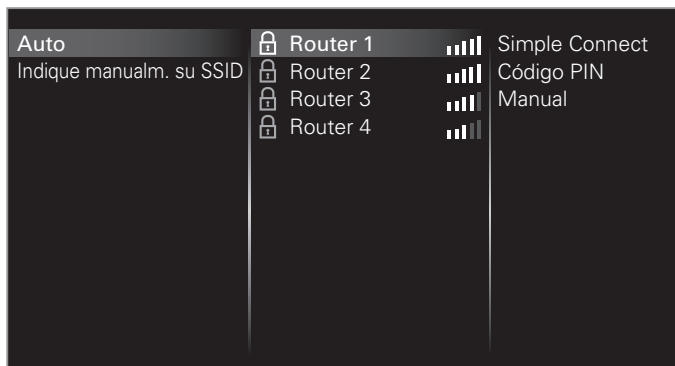 Auto
Indique manualm. su SSID
Router 1
Router 2
Router 3
Router 4
Simple Connect
Código PIN
Manual